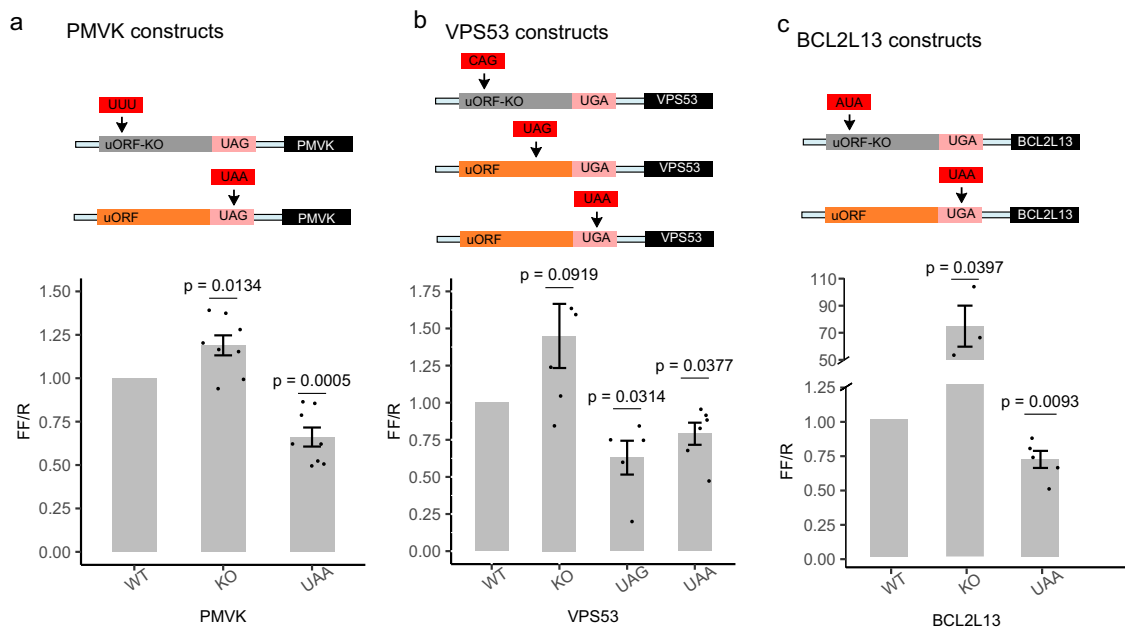 a
PMVK constructs
UUU
uORF-KO UAG PMVK
UAA
uORF UAG PMVK
1.50
1.25
1.00
0.75
0.50
0.25
0.00
FF/R
p = 0.0134
p = 0.0005
WT KO UAA
PMVK
b
VPS53 constructs
CAG
uORF-KO UGA VPS53
UAG
uORF UGA VPS53
UAA
uORF UGA VPS53
1.75
1.50
1.25
1.00
0.75
0.50
0.25
0.00
FF/R
p = 0.0919
p = 0.0314
p = 0.0377
WT KO UAG UAA
VPS53
c
BCL2L13 constructs
AUA
uORF-KO UGA BCL2L13
UAA
uORF UGA BCL2L13
110
90
70
50
1.25
1.00
0.75
0.50
0.25
0.00
FF/R
p = 0.0397
p = 0.0093
WT KO UAA
BCL2L13